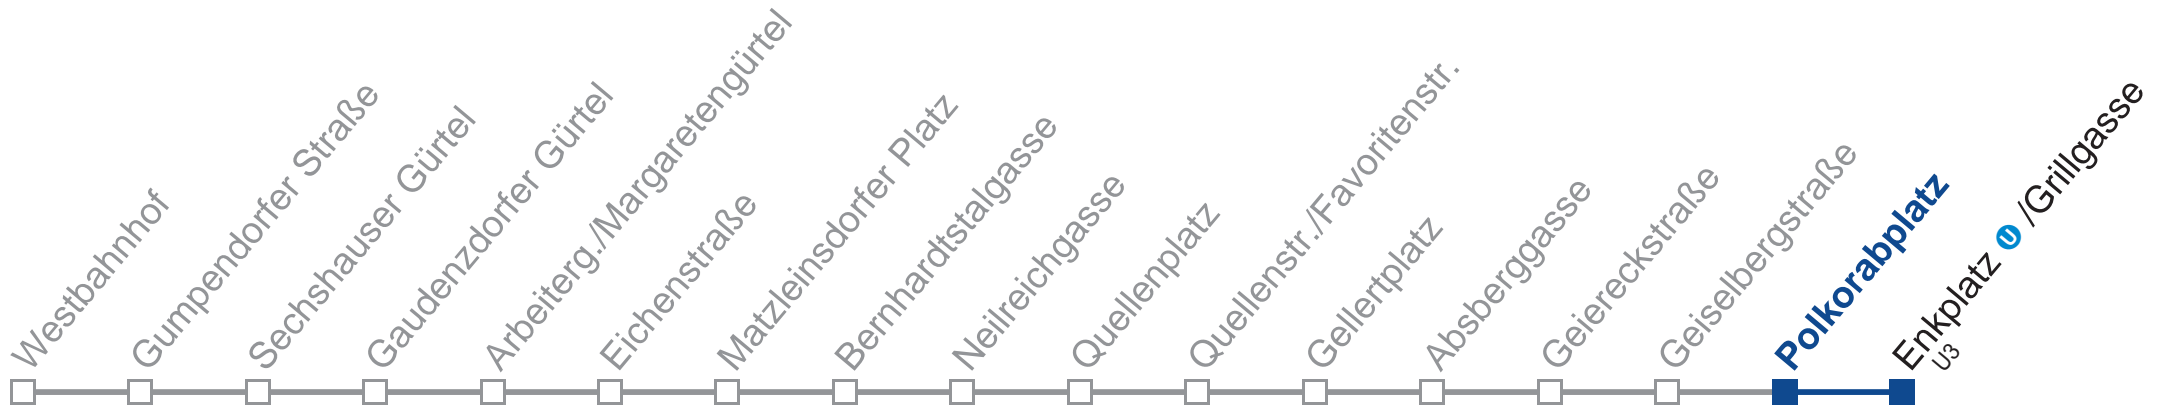 Westbahnhof
Gumpendorfer Straße
Sechshauser Gürtel
Gaudenzdorfer Gürtel
Arbeiterg./Margaretengürtel
Eichenstraße
Matzleinsdorfer Platz
Bernhardtstalgasse
Neilreichgasse
Quellenplatz
Quellenstr./Favoritenstr.
Gellertplatz
Absberggasse
Geiereckstraße
Geiselbergstraße
Polkorabplatz
Enkplatz U /Grillgasse
U3